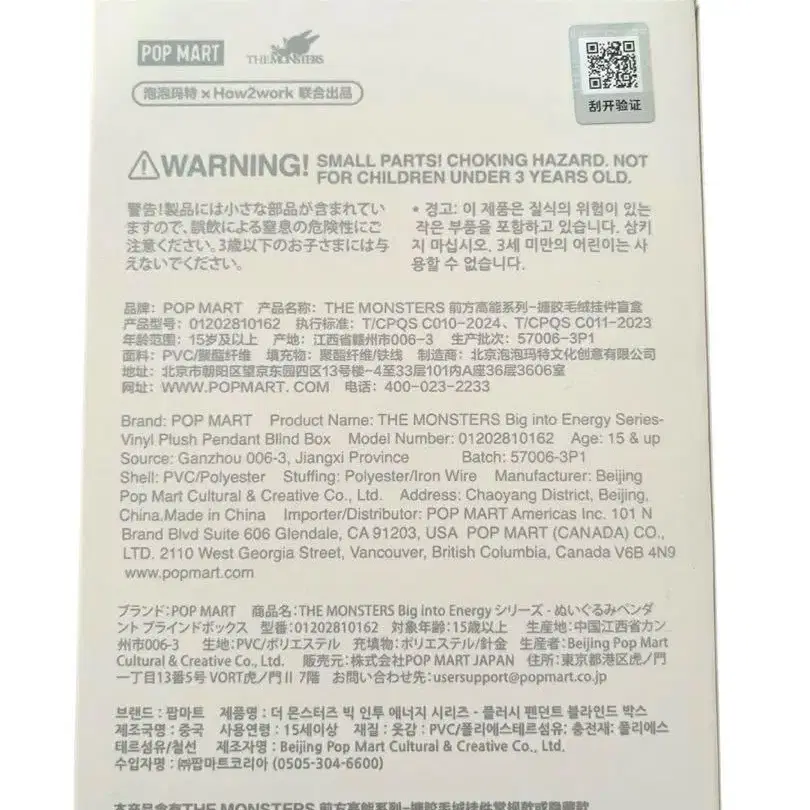 POP MART THE MONSTERS
泡泡玛特 × How2work 联合出品
刮开验证
WARNING! SMALL PARTS! CHOKING HAZARD. NOT
FOR CHILDREN UNDER 3 YEARS OLD.
警告!製品には小さな部品が含まれてい
ますので、誤飲による窒息の危険性にご
注意ください。3歳以下のお子さまには与
えないでください。
• 경고: 이 제품은 질식의 위험이 있는
작은 부품을 포함하고 있습니다. 삼키
지 마십시오. 3세 미만의 어린이는 사
용할 수 없습니다.
品牌: POP MART 产品名称: THE MONSTERS 前方高能系列-搪胶毛绒挂件盲盒
产品型号: 01202810162 执行标准: T/CPQS C010-2024、T/CPQS C011-2023
年龄范围: 15岁及以上 产地: 江西省赣州市006-3 生产批次: 57006-3P1
面料: PVC/聚酯纤维 填充物: 聚酯纤维/铁线 制造商: 北京泡泡玛特文化创意有限公司
地址: 北京市朝阳区望京东园四区13号楼-4至33层101内A座36层3606室
网址: WWW.POPMART. COM 电话: 400-023-2233
Brand: POP MART Product Name: THE MONSTERS Big into Energy Series-
Vinyl Plush Pendant Blind Box Model Number: 01202810162 Age: 15 & up
Source: Ganzhou 006-3, Jiangxi Province Batch: 57006-3P1
Shell: PVC/Polyester Stuffing: Polyester/Iron Wire Manufacturer: Beijing
Pop Mart Cultural & Creative Co., Ltd. Address: Chaoyang District, Beijing,
China.Made in China Importer/Distributor: POP MART Americas Inc. 101 N
Brand Blvd Suite 606 Glendale, CA 91203, USA POP MART (CANADA) CO.,
LTD. 2110 West Georgia Street, Vancouver, British Columbia, Canada V6B 4N9
www.popmart.com
ブランド:POP MART 商品名:THE MONSTERS Big into Energy シリーズ - ぬいぐるみペンダ
ント ブラインドボックス 型番:01202810162 対象年齢:15歳以上 生産地:中国江西省カン
州市006-3 生地:PVC/ポリエステル 充填物:ポリエステル/針金 生産者:Beijing Pop Mart
Cultural & Creative Co., Ltd. 販売元:株式会社POP MART JAPAN 住所:東京都港区虎ノ門
一丁目13番5号 VORT虎ノ門Ⅱ 7階 お問い合わせ先:usersupport@popmart.co.jp
브랜드 : 팝마트 제품명 : 더 몬스터즈 빅 인투 에너지 시리즈 - 플러시 펜던트 블라인드 박스
제조국명 : 중국 사용연령 : 15세이상 재질 : 옷감 : PVC/폴리에스테르섬유: 충전재: 폴리에스
테르섬유/철선 제조자명 : Beijing Pop Mart Cultural & Creative Co., Ltd.
수입자명 : ㈜팝마트코리아 (0505-304-6600)
本产品含有THE MONSTERS 前方高能系列-搪胶毛绒挂件常规款或隐藏款